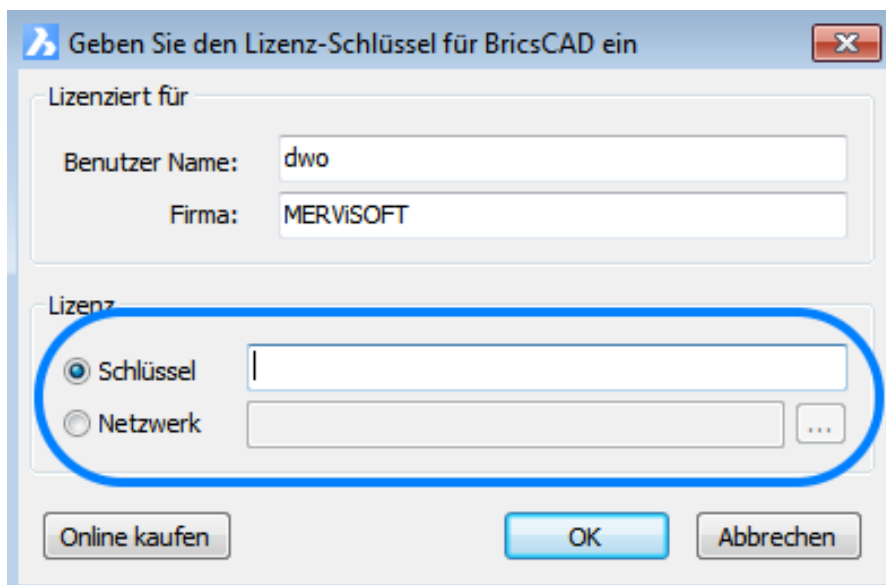 Geben Sie den Lizenz-Schlüssel für BricsCAD ein
Lizenziert für
Benutzer Name: dwo
Firma: MERViSOFT
Lizenz
Schlüssel
Netzwerk ...
Online kaufen OK Abbrechen